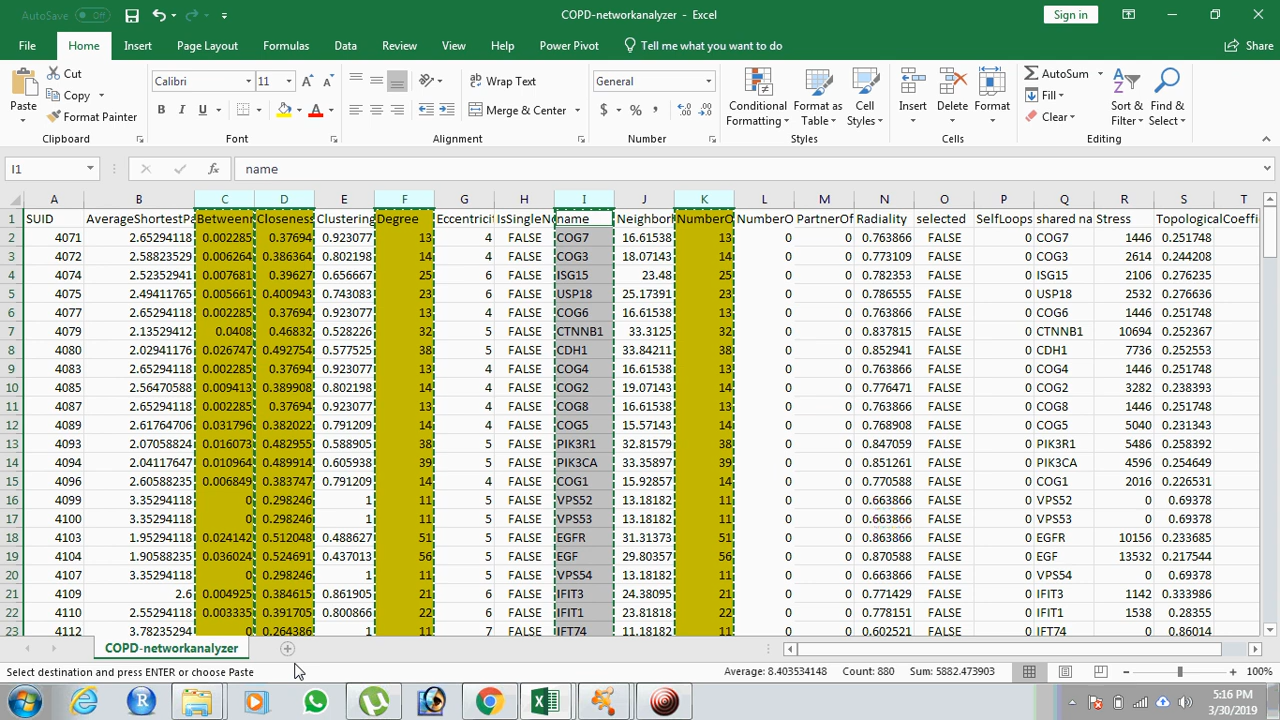 AutoSave Off COPD-networkanalyzer - Excel Sign in
File Home Insert Page Layout Formulas Data Review View Help Power Pivot Tell me what you want to do Share
Paste Cut Copy Format Painter Calibri 11 Wrap Text Merge & Center General Conditional Formatting Format as Table Cell Styles Insert Delete Format AutoSum Fill Clear Sort & Filter Find & Select
Clipboard Font Alignment Number Styles Cells Editing
I1 fx name
A B C D E F G H I J K L M N O P Q R S T
1 SUID AverageShortestPa Betweenn Closeness Clustering Degree Eccentricit IsSingleNo name Neighbor NumberO NumberO PartnerOf Radiality selected SelfLoops shared na Stress TopologicalCoeffi
2 4071 2.65294118 0.002285 0.37694 0.923077 13 4 FALSE COG7 16.61538 13 0 0 0.763866 FALSE 0 COG7 1446 0.251748
3 4072 2.58823529 0.006264 0.386364 0.802198 14 4 FALSE COG3 18.07143 14 0 0 0.773109 FALSE 0 COG3 2614 0.244208
4 4074 2.52352941 0.007681 0.39627 0.656667 25 6 FALSE ISG15 23.48 25 0 0 0.782353 FALSE 0 ISG15 2106 0.276235
5 4075 2.49411765 0.005661 0.400943 0.743083 23 6 FALSE USP18 25.17391 23 0 0 0.786555 FALSE 0 USP18 2532 0.276636
6 4077 2.65294118 0.002285 0.37694 0.923077 13 4 FALSE COG6 16.61538 13 0 0 0.763866 FALSE 0 COG6 1446 0.251748
7 4079 2.13529412 0.0408 0.46832 0.528226 32 5 FALSE CTNNB1 33.3125 32 0 0 0.837815 FALSE 0 CTNNB1 10694 0.252367
8 4080 2.02941176 0.026747 0.492754 0.577525 38 5 FALSE CDH1 33.84211 38 0 0 0.852941 FALSE 0 CDH1 7736 0.252553
9 4083 2.65294118 0.002285 0.37694 0.923077 13 4 FALSE COG4 16.61538 13 0 0 0.763866 FALSE 0 COG4 1446 0.251748
10 4085 2.56470588 0.009413 0.389908 0.802198 14 4 FALSE COG2 19.07143 14 0 0 0.776471 FALSE 0 COG2 3282 0.238393
11 4087 2.65294118 0.002285 0.37694 0.923077 13 4 FALSE COG8 16.61538 13 0 0 0.763866 FALSE 0 COG8 1446 0.251748
12 4089 2.61764706 0.031796 0.382022 0.791209 14 4 FALSE COG5 15.57143 14 0 0 0.768908 FALSE 0 COG5 5040 0.231343
13 4093 2.07058824 0.016073 0.482955 0.588905 38 5 FALSE PIK3R1 32.81579 38 0 0 0.847059 FALSE 0 PIK3R1 5486 0.258392
14 4094 2.04117647 0.010964 0.489914 0.605938 39 5 FALSE PIK3CA 33.35897 39 0 0 0.851261 FALSE 0 PIK3CA 4596 0.254649
15 4096 2.60588235 0.006849 0.383747 0.791209 14 4 FALSE COG1 15.92857 14 0 0 0.770588 FALSE 0 COG1 2016 0.226531
16 4099 3.35294118 0 0.298246 1 11 5 FALSE VPS52 13.18182 11 0 0 0.663866 FALSE 0 VPS52 0 0.69378
17 4100 3.35294118 0 0.298246 1 11 5 FALSE VPS53 13.18182 11 0 0 0.663866 FALSE 0 VPS53 0 0.69378
18 4103 1.95294118 0.024142 0.512048 0.488627 51 5 FALSE EGFR 31.31373 51 0 0 0.863866 FALSE 0 EGFR 10156 0.230248
19 4104 1.90588235 0.036024 0.524691 0.437013 56 5 FALSE EGF 29.80357 56 0 0 0.870588 FALSE 0 EGF 13532 0.217544
20 4107 3.35294118 0 0.298246 1 11 5 FALSE VPS54 13.18182 11 0 0 0.663866 FALSE 0 VPS54 0 0.69378
21 4109 2.6 0.004925 0.384615 0.861905 21 6 FALSE IFIT3 24.38095 21 0 0 0.771429 FALSE 0 IFIT3 1142 0.333986
22 4110 2.55294118 0.003335 0.391705 0.800866 22 6 FALSE IFIT1 23.81818 22 0 0 0.778151 FALSE 0 IFIT1 1538 0.28355
23 4112 3.78235294 0 0.264386 1 11 7 FALSE IFT74 11.18182 11 0 0 0.602521 FALSE 0 IFT74 0 0.86014
COPD-networkanalyzer
Select destination and press ENTER or choose Paste Average: 8.403534148 Count: 880 Sum: 5882.473903 100%
5:16 PM
3/30/2019